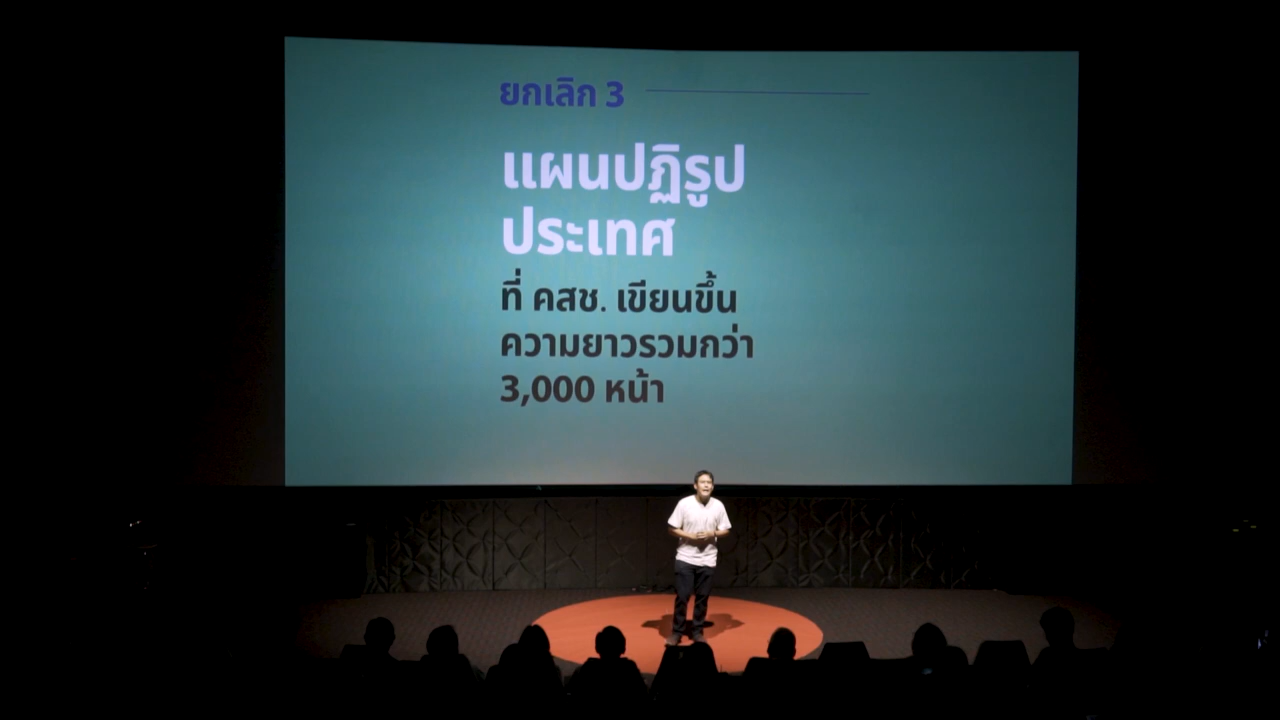 ยกเลิก 3
แผนปฏิรูป
ประเทศ
ที่ คสช. เขียนขึ้น
ความยาวรวมกว่า
3,000 หน้า